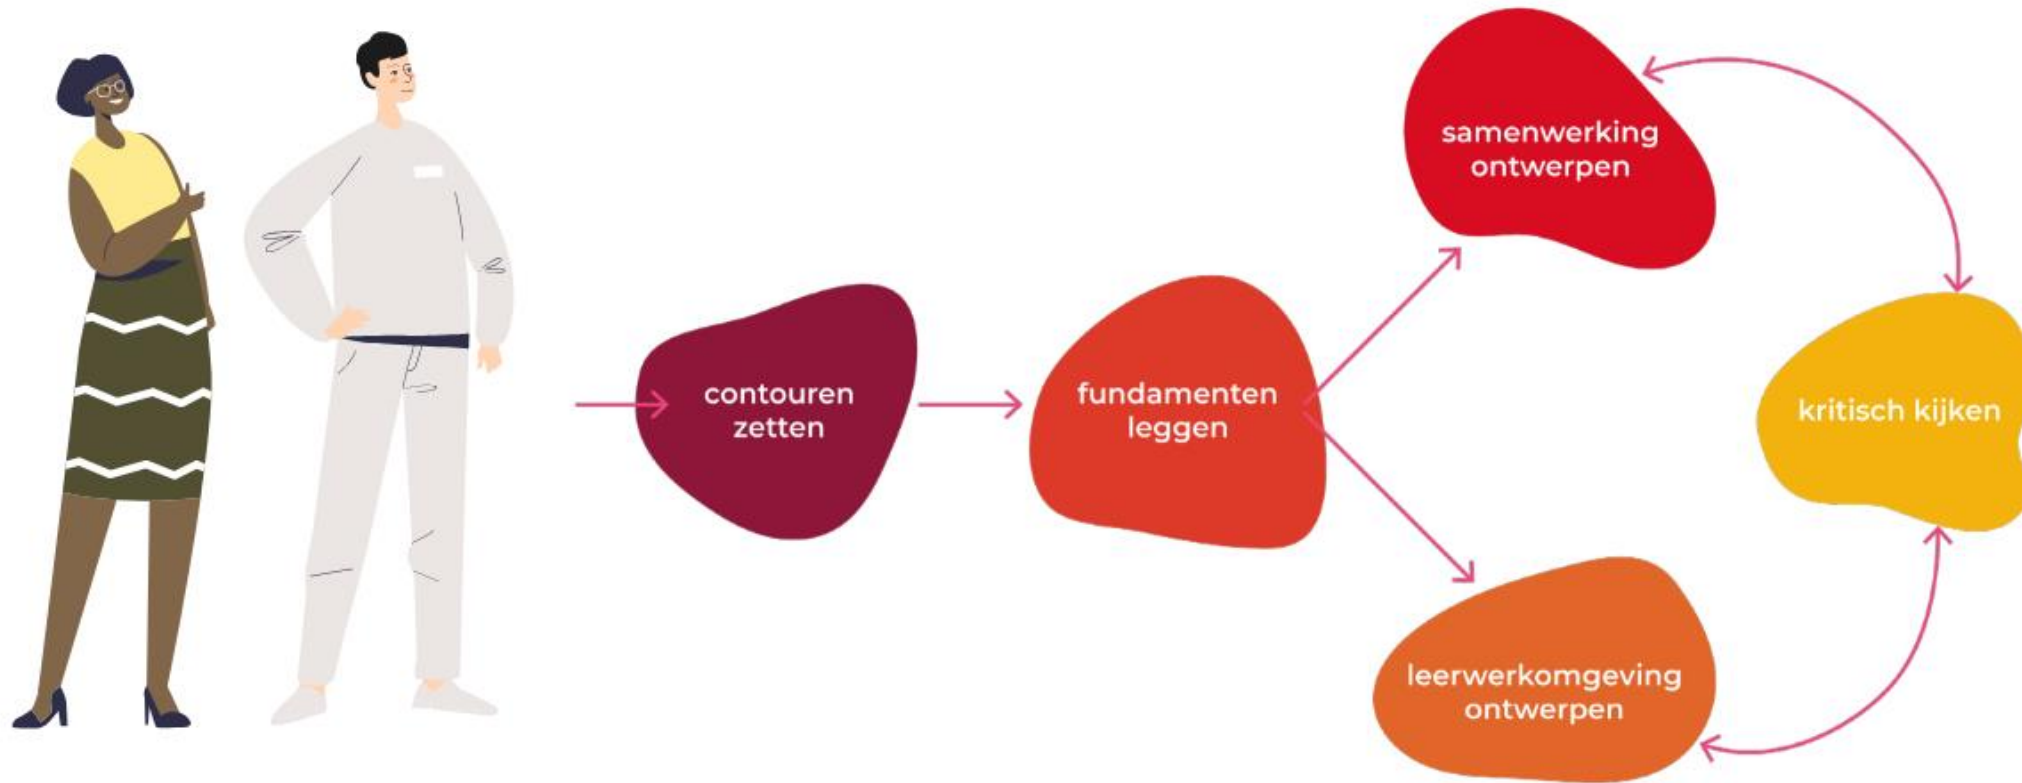 contouren
zetten
fundamenten
leggen
samenwerking
ontwerpen
leerwerkomgeving
ontwerpen
kritisch kijken